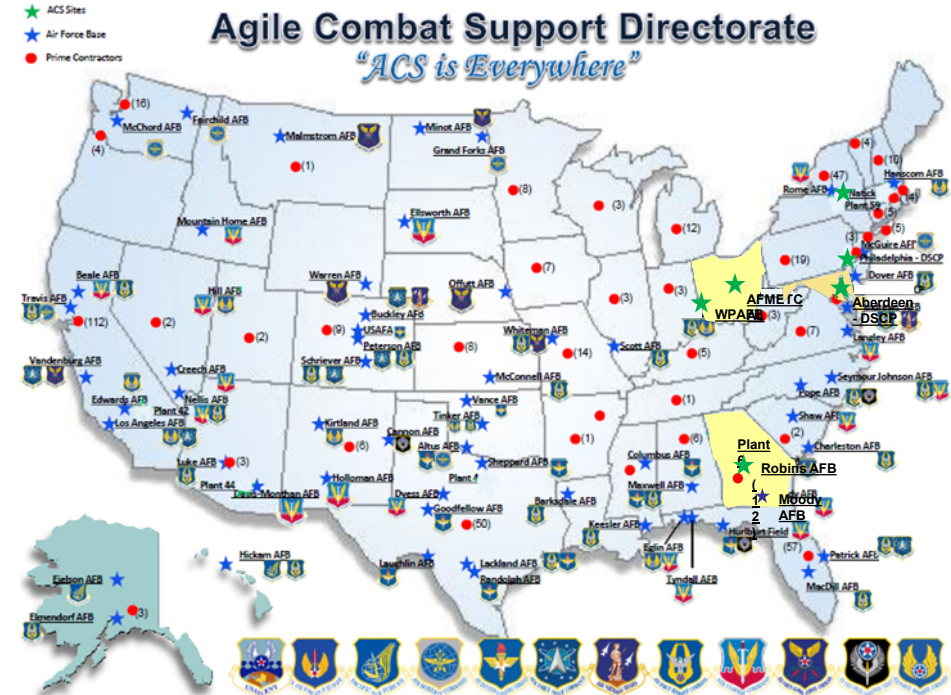 Agile Combat Support Directorate
"ACS is Everywhere"
ACS Sites
Air Force Base
Prime Contractors
(16)
McChord AFB
Fairchild AFB
(4)
Malmstrom AFB
(1)
Minot AFB
Grand Forks AFB
(8)
(3)
(12)
(4)
(10)
(47)
Hanscom AFB
Rome AFB
Natick
Plant 59
(14)
(5)
(5)
(3)
McGuire AFB
Philadelphia - DSCP
(19)
Dover AFB
Mountain Home AFB
Ellsworth AFB
(7)
(3)
(3)
AFMETC
WPAFB
(3)
Aberdeen
- DSCP
Langley AFB
(7)
Beale AFB
Travis AFB
(112)
(2)
Hill AFB
(2)
Warren AFB
Offutt AFB
Buckley AFB
USAFA
(9)
Peterson AFB
Schriever AFB
(8)
Whiteman AFB
(14)
Scott AFB
(5)
Vandenburg AFB
Creech AFB
Nellis AFB
Edwards AFB
Plant 42
Los Angeles AFB
McConnell AFB
Seymour Johnson AFB
Pope AFB
(1)
Vance AFB
Tinker AFB
Kirtland AFB
Cannon AFB
(6)
Altus AFB
(1)
(6)
Shaw AFB
(2)
Charleston AFB
Plant
Robins AFB
(
1
2
Moody
AFB
Luke AFB
(3)
Plant 44
Davis-Monthan AFB
Holloman AFB
Sheppard AFB
Plant 4
Dyess AFB
Goodfellow AFB
(50)
Barksdale AFB
Columbus AFB
Maxwell AFB
Keesler AFB
Hurlburt Field
Eglin AFB
Tyndall AFB
(57)
Patrick AFB
MacDill AFB
Laughlin AFB
Lackland AFB
Randolph AFB
Hickam AFB
Eielson AFB
Elmendorf AFB
(3)